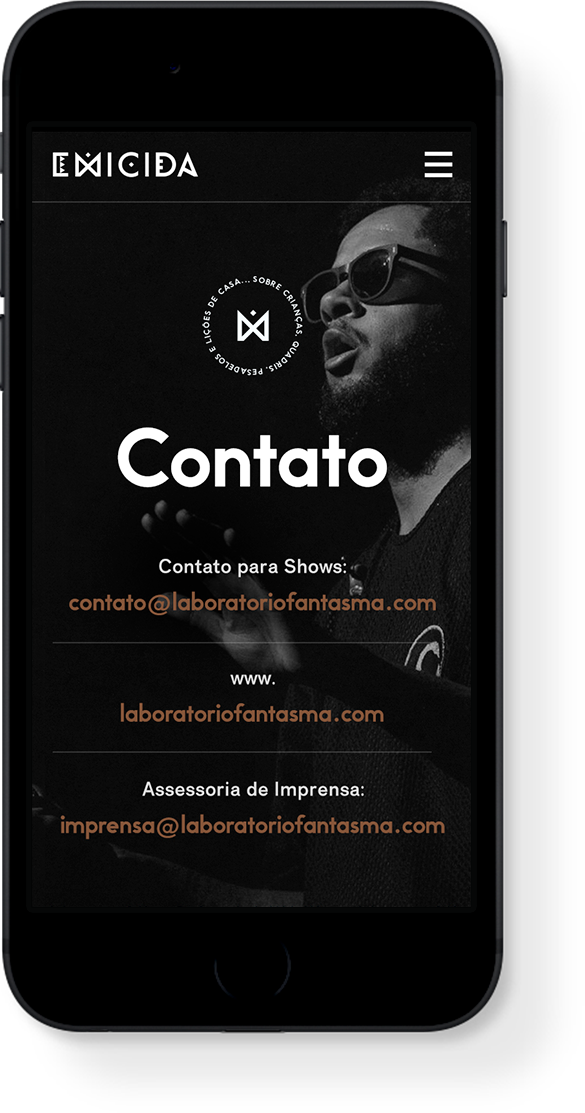 EMICIDA
SOBRE CRIANÇAS, QUADRIS, PESADELOS E LIÇÕES DE CASA...
Contato
Contato para Shows:
contato@laboratoriofantasma.com
www.
laboratoriofantasma.com
Assessoria de Imprensa:
imprensa@laboratoriofantasma.com